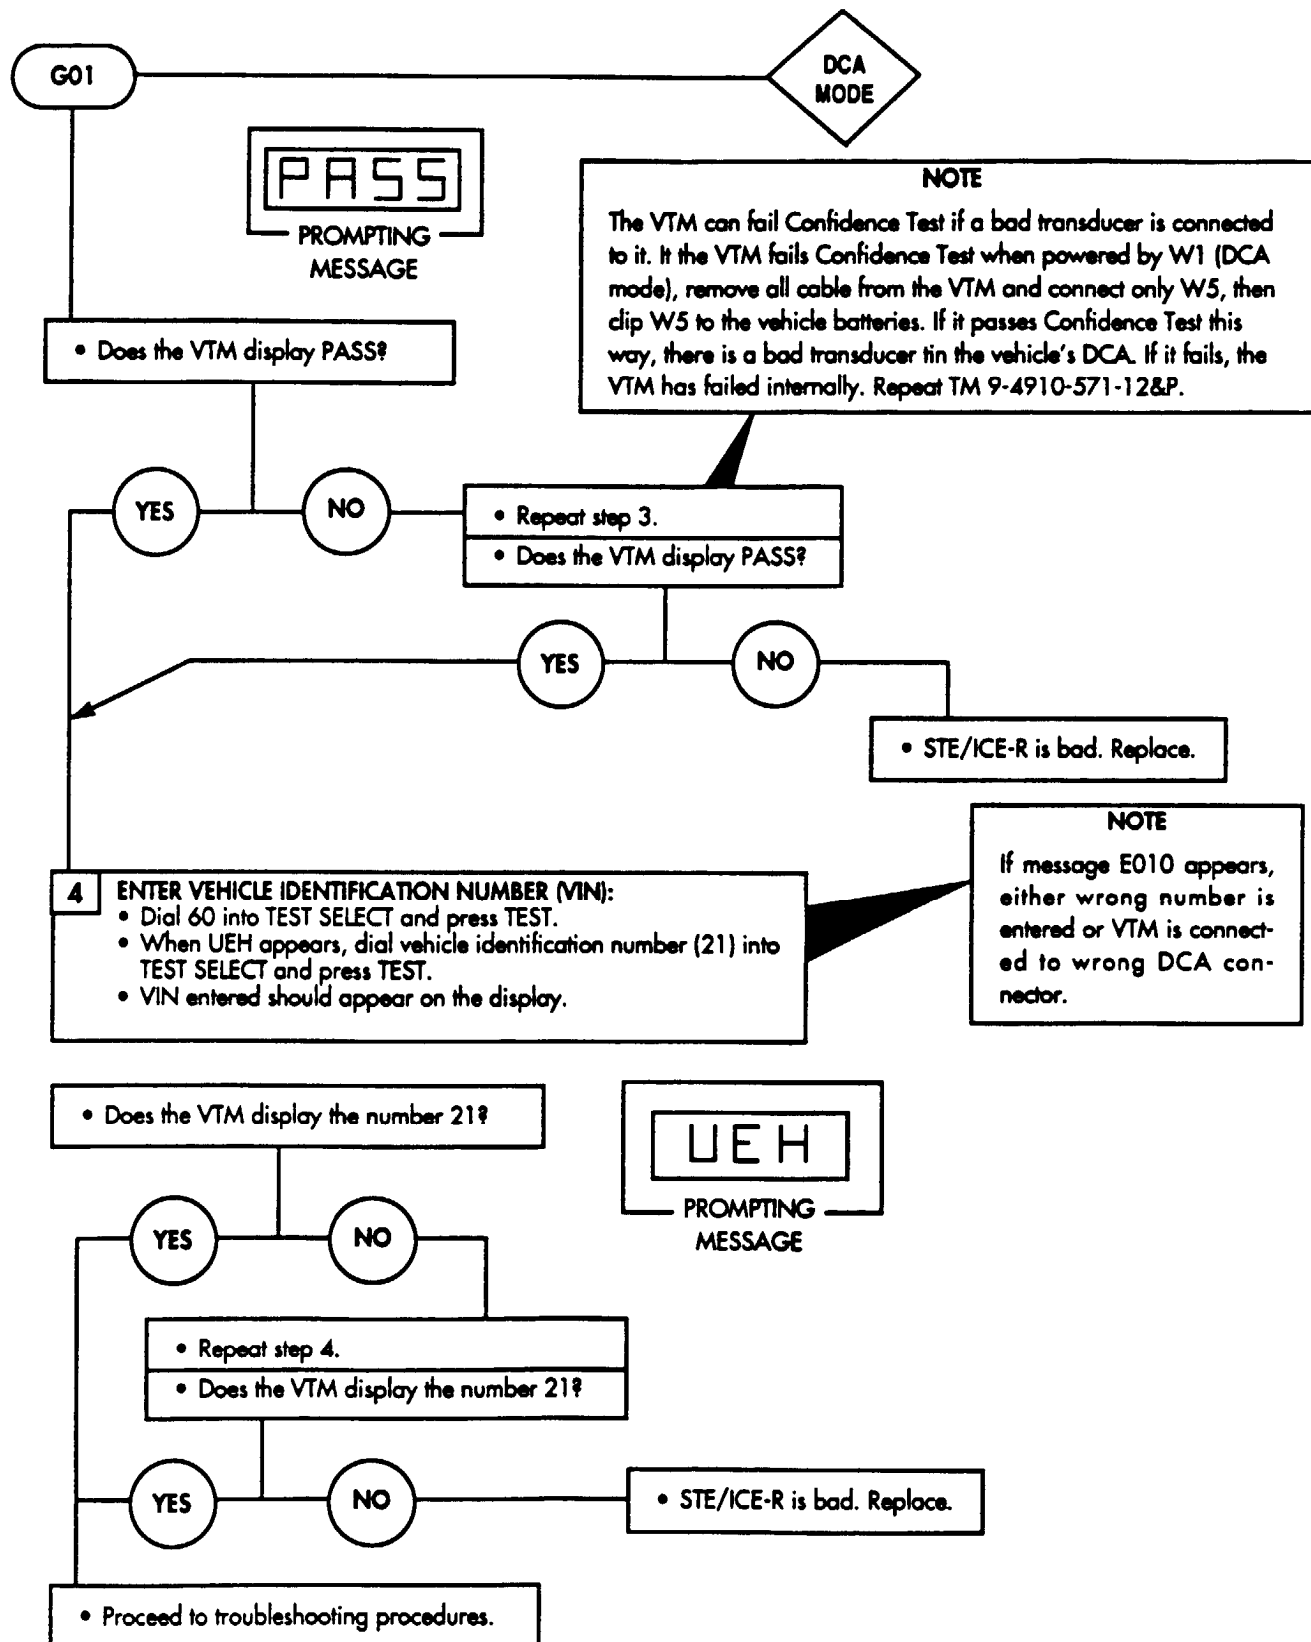 G01
DCA
MODE
PASS
PROMPTING
MESSAGE
NOTE
The VTM can fail Confidence Test if a bad transducer is connected
to it. It the VTM fails Confidence Test when powered by W1 (DCA
mode), remove all cable from the VTM and connect only W5, then
clip W5 to the vehicle batteries. If it passes Confidence Test this
way, there is a bad transducer tin the vehicle's DCA. If it fails, the
VTM has failed internally. Repeat TM 9-4910-571-12&P.
• Does the VTM display PASS?
YES
NO
• Repeat step 3.
• Does the VTM display PASS?
YES
NO
• STE/ICE-R is bad. Replace.
NOTE
If message E010 appears,
either wrong number is
entered or VTM is connect-
ed to wrong DCA con-
nector.
4 ENTER VEHICLE IDENTIFICATION NUMBER (VIN):
• Dial 60 into TEST SELECT and press TEST.
• When UEH appears, dial vehicle identification number (21) into
TEST SELECT and press TEST.
• VIN entered should appear on the display.
• Does the VTM display the number 21?
UEH
PROMPTING
MESSAGE
YES
NO
• Repeat step 4.
• Does the VTM display the number 21?
YES
NO
• STE/ICE-R is bad. Replace.
• Proceed to troubleshooting procedures.